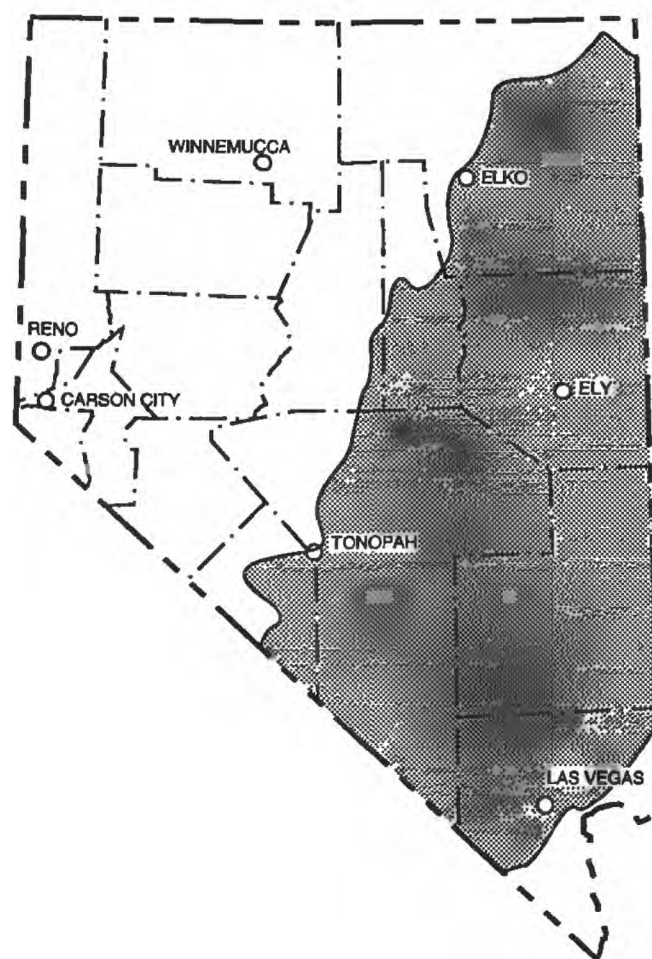 WINNEMUCCA
ELKO
RENO
CARSON CITY
ELY
TONOPAH
LAS VEGAS